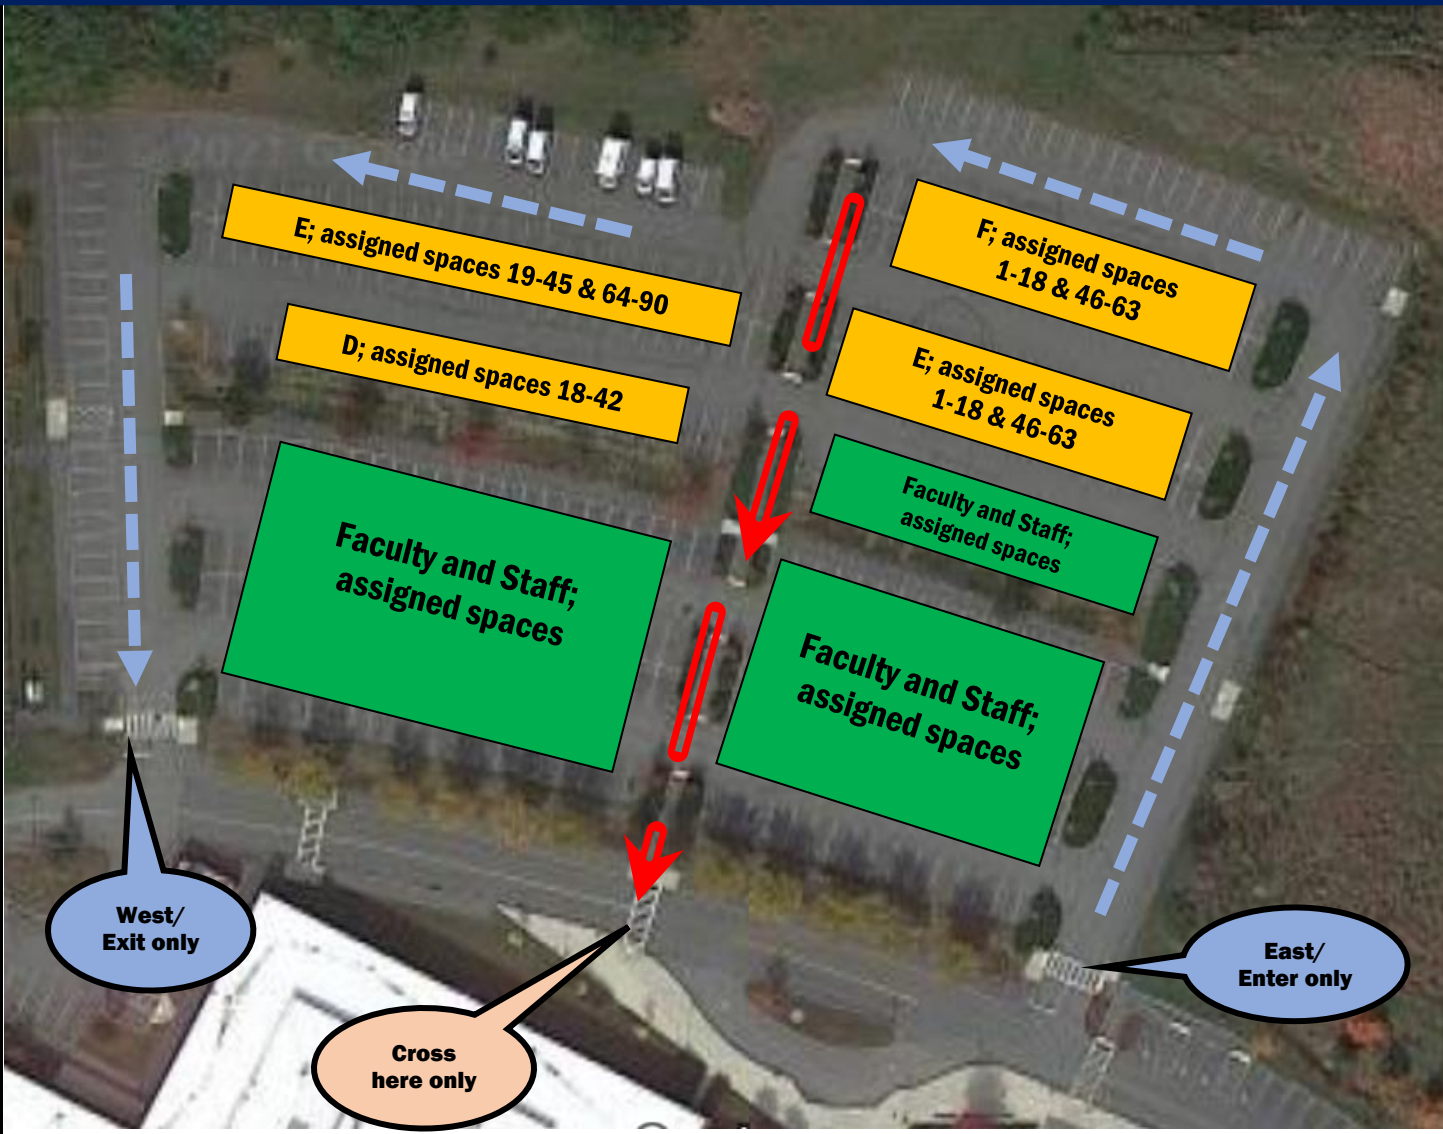 E; assigned spaces 19-45 & 64-90
F; assigned spaces
1-18 & 46-63
D; assigned spaces 18-42
E; assigned spaces
1-18 & 46-63
Faculty and Staff;
assigned spaces
Faculty and Staff;
assigned spaces
Faculty and Staff;
assigned spaces
West/
Exit only
East/
Enter only
Cross
here only